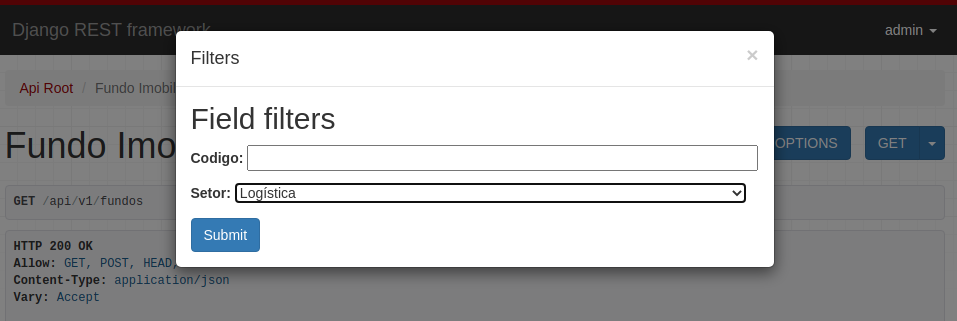 Django REST framework
admin
Filters
×
Api Root / Fundo Imobil
Field filters
Fundo Imo
OPTIONS
GET
Codigo:
Setor: Logística
GET /api/v1/fundos
Submit
HTTP 200 OK
Allow: GET, POST, HEAD,
Content-Type: application/json
Vary: Accept